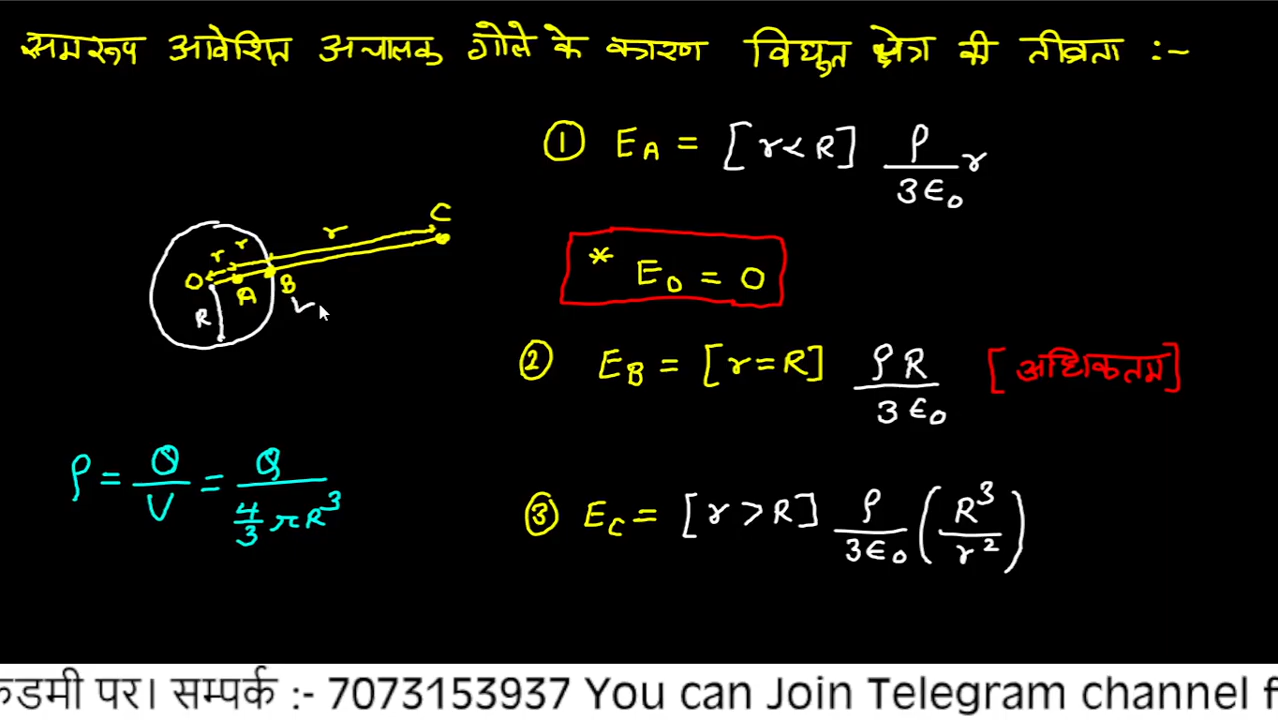 समरूप आवेशित अचालक गोले के कारण विद्युत क्षेत्र की तीव्रता :-
① E_A = [r<R] ρ/3ϵ₀ r
C
r
r r
* E_O = 0
O A B
R
② E_B = [r=R] ρR/3ϵ₀ [अधिकतम]
ρ = Q/V = Q/(4/3 πR³)
③ E_C = [r>R] ρ/3ϵ₀ (R³/r²)
कडमी पर। सम्पर्क :- 7073153937 You can Join Telegram channel f